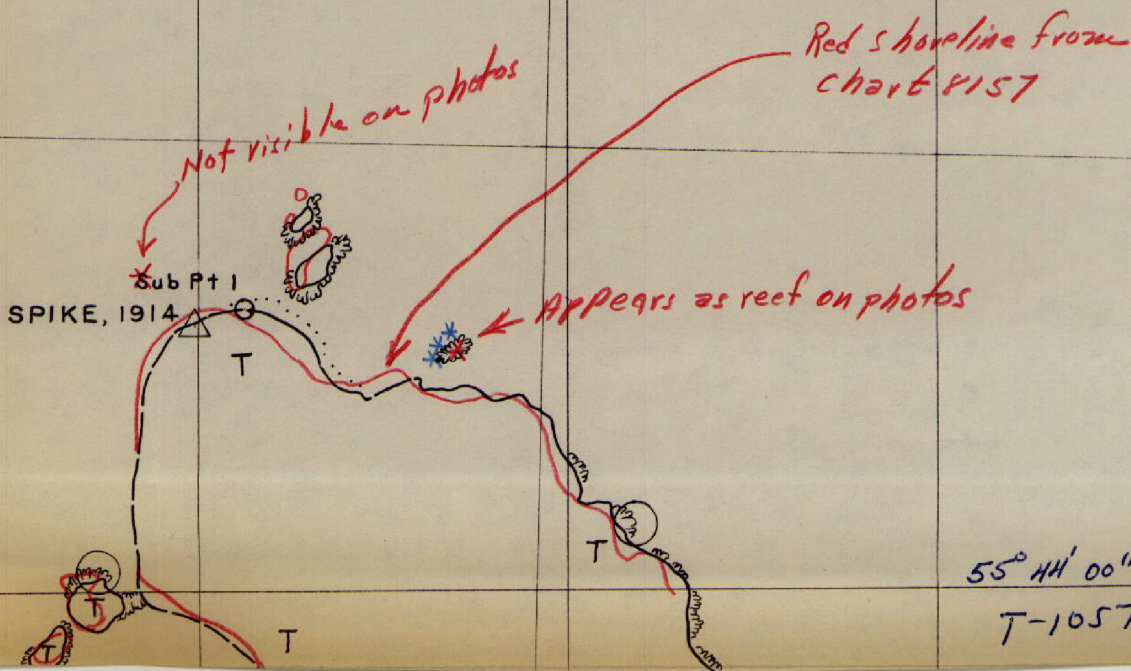 Red shoreline from
chart 8157
Not visible on photos
Sub Pt 1
SPIKE, 1914
Appears as reef on photos
T
T
T
T
T
55° 44' 00"
T-1057